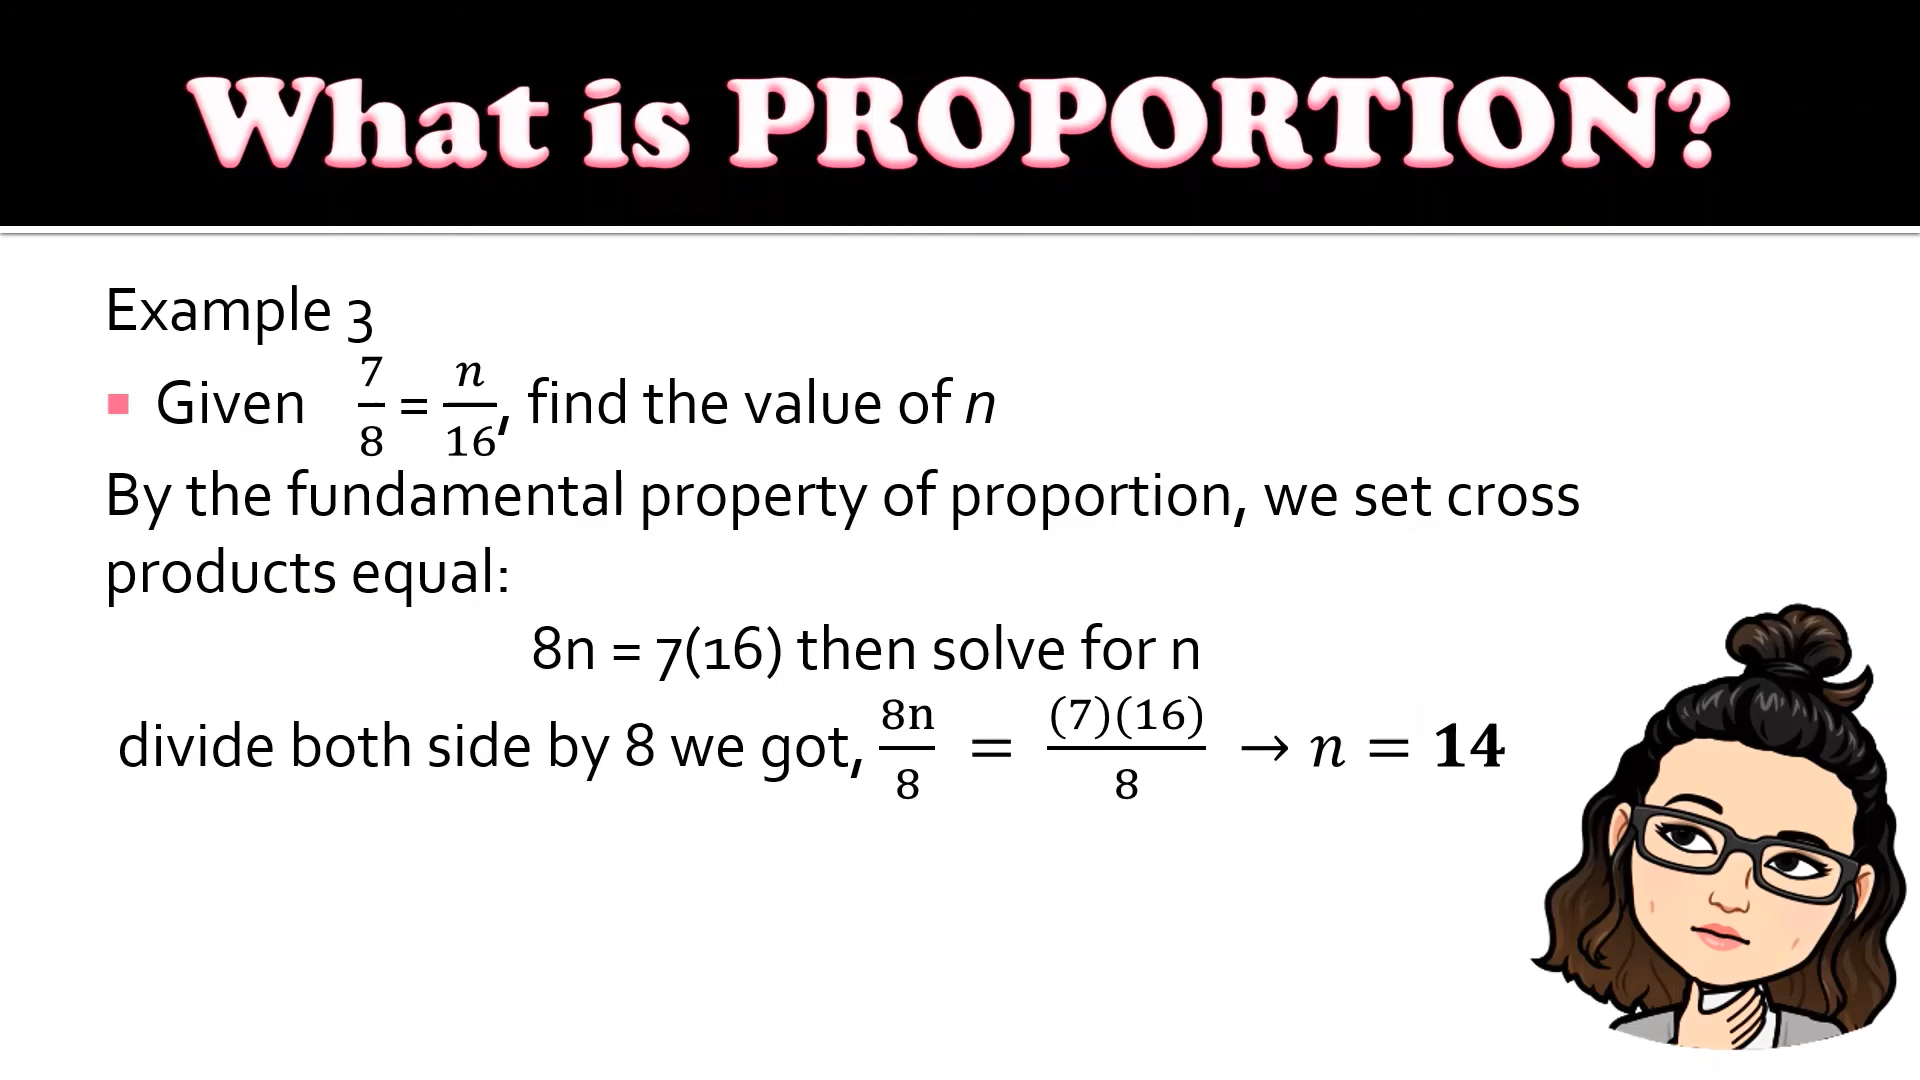 What is PROPORTION?
Example 3
Given 7/8 = n/16, find the value of n
By the fundamental property of proportion, we set cross
products equal:
8n = 7(16) then solve for n
divide both side by 8 we got, 8n/8 = (7)(16)/8 → n = 14